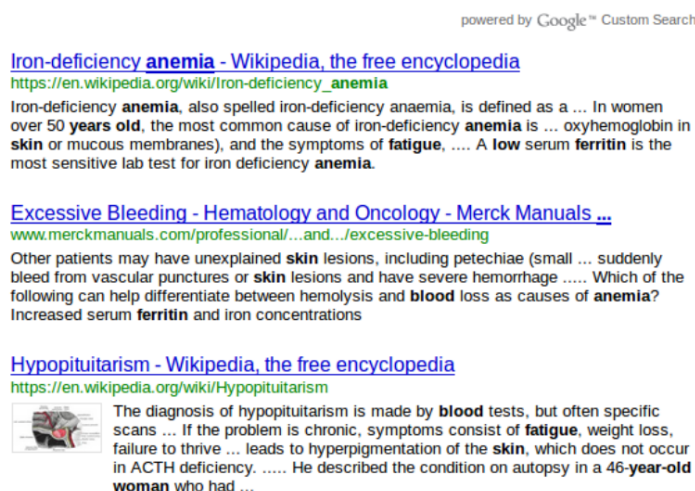 powered by Google™ Custom Search
Iron-deficiency anemia - Wikipedia, the free encyclopedia
https://en.wikipedia.org/wiki/Iron-deficiency_anemia
Iron-deficiency anemia, also spelled iron-deficiency anaemia, is defined as a ... In women
over 50 years old, the most common cause of iron-deficiency anemia is ... oxyhemoglobin in
skin or mucous membranes), and the symptoms of fatigue, .... A low serum ferritin is the
most sensitive lab test for iron deficiency anemia.
Excessive Bleeding - Hematology and Oncology - Merck Manuals ...
www.merckmanuals.com/professional/...and.../excessive-bleeding
Other patients may have unexplained skin lesions, including petechiae (small ... suddenly
bleed from vascular punctures or skin lesions and have severe hemorrhage ..... Which of the
following can help differentiate between hemolysis and blood loss as causes of anemia?
Increased serum ferritin and iron concentrations
Hypopituitarism - Wikipedia, the free encyclopedia
https://en.wikipedia.org/wiki/Hypopituitarism
The diagnosis of hypopituitarism is made by blood tests, but often specific
scans ... If the problem is chronic, symptoms consist of fatigue, weight loss,
failure to thrive ... leads to hyperpigmentation of the skin, which does not occur
in ACTH deficiency. ..... He described the condition on autopsy in a 46-year-old
woman who had ...